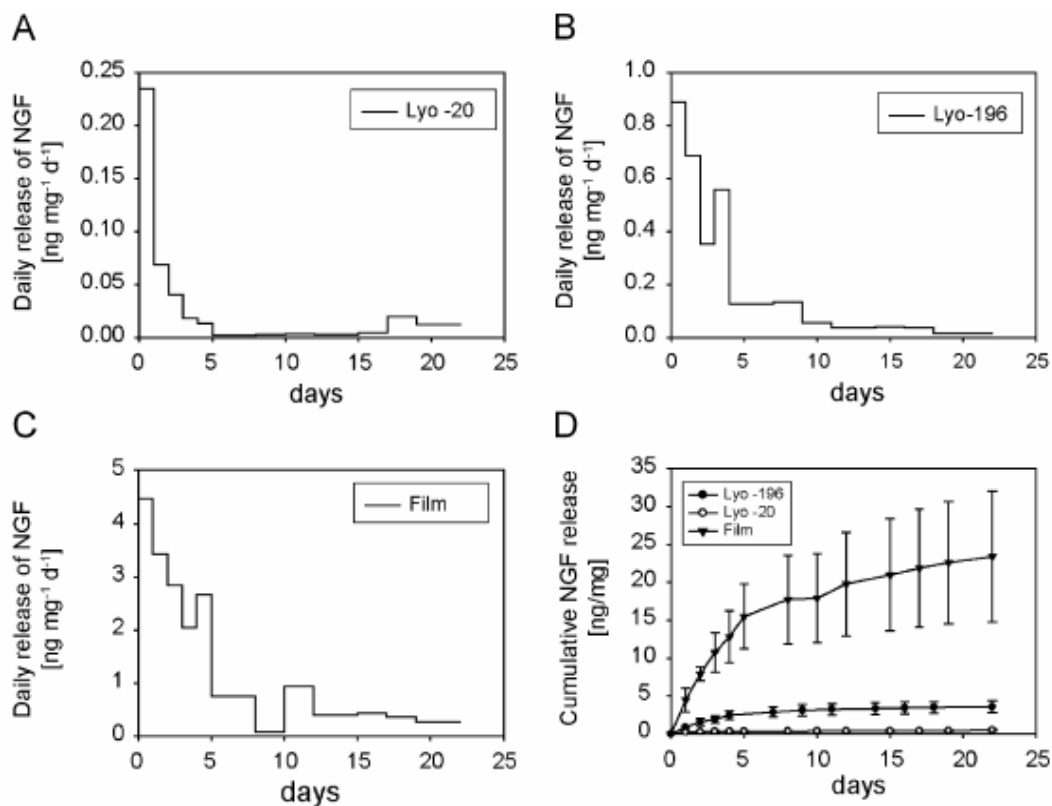 A
Daily release of NGF
[ng mg⁻¹ d⁻¹]
0.25
0.20
0.15
0.10
0.05
0.00
Lyo -20
0 5 10 15 20 25
days
B
Daily release of NGF
[ng mg⁻¹ d⁻¹]
1.0
0.8
0.6
0.4
0.2
0.0
Lyo-196
0 5 10 15 20 25
days
C
Daily release of NGF
[ng mg⁻¹ d⁻¹]
5
4
3
2
1
0
Film
0 5 10 15 20 25
days
D
Cumulative NGF release
[ng/mg]
35
30
25
20
15
10
5
0
Lyo -196
Lyo -20
Film
0 5 10 15 20 25
days